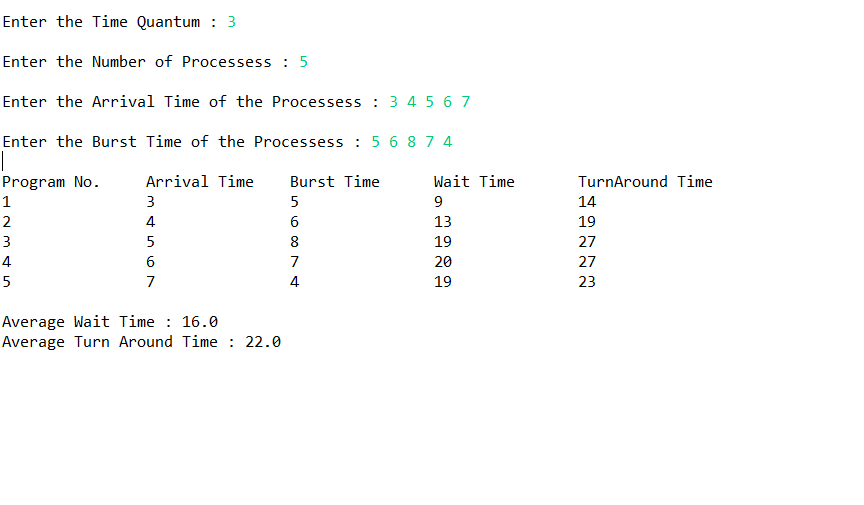 Enter the Time Quantum : 3
Enter the Number of Processess : 5
Enter the Arrival Time of the Processess : 3 4 5 6 7
Enter the Burst Time of the Processess : 5 6 8 7 4
Program No. Arrival Time Burst Time Wait Time TurnAround Time
1 3 5 9 14
2 4 6 13 19
3 5 8 19 27
4 6 7 20 27
5 7 4 19 23
Average Wait Time : 16.0
Average Turn Around Time : 22.0